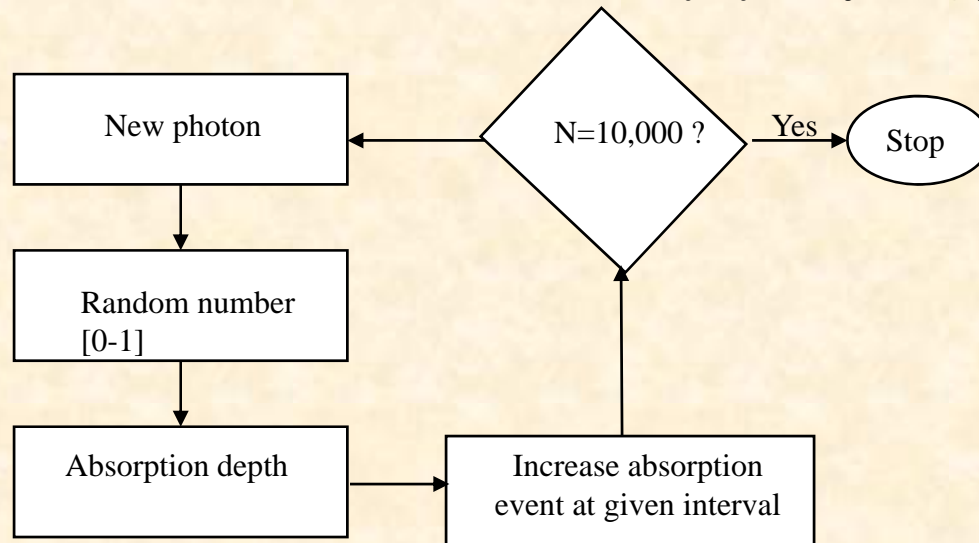 New photon
N=10,000 ?
Yes
Stop
Random number
[0-1]
Absorption depth
Increase absorption
event at given interval